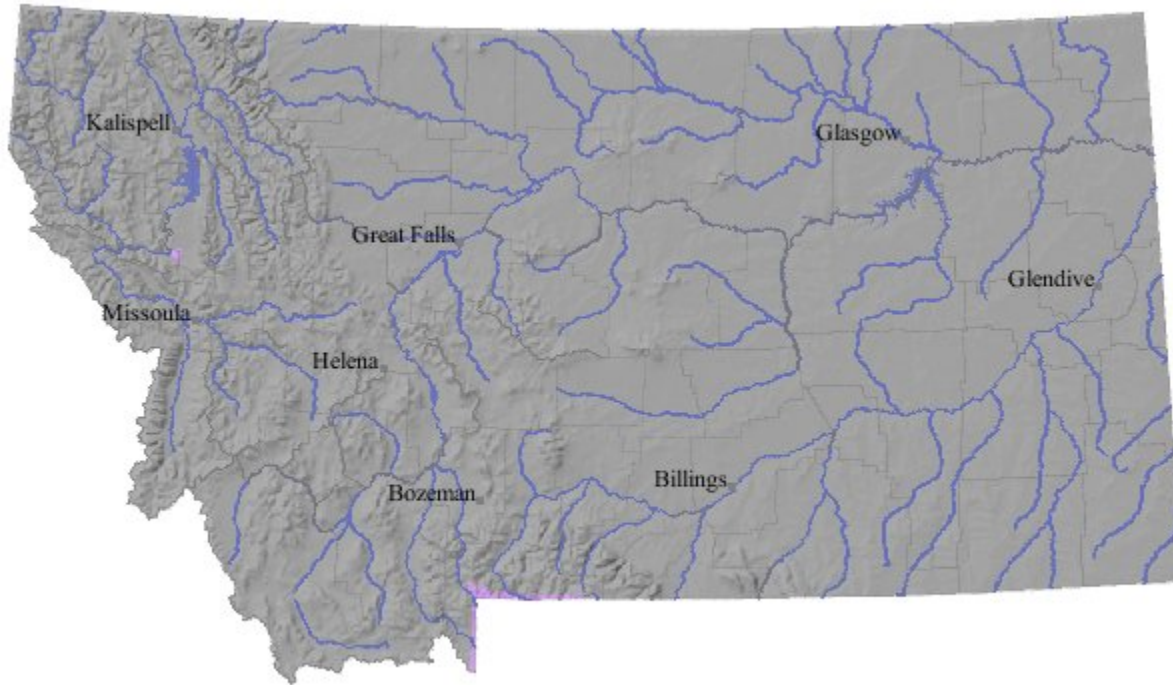 Kalispell
Glasgow
Great Falls
Glendive
Missoula
Helena
Billings
Bozeman